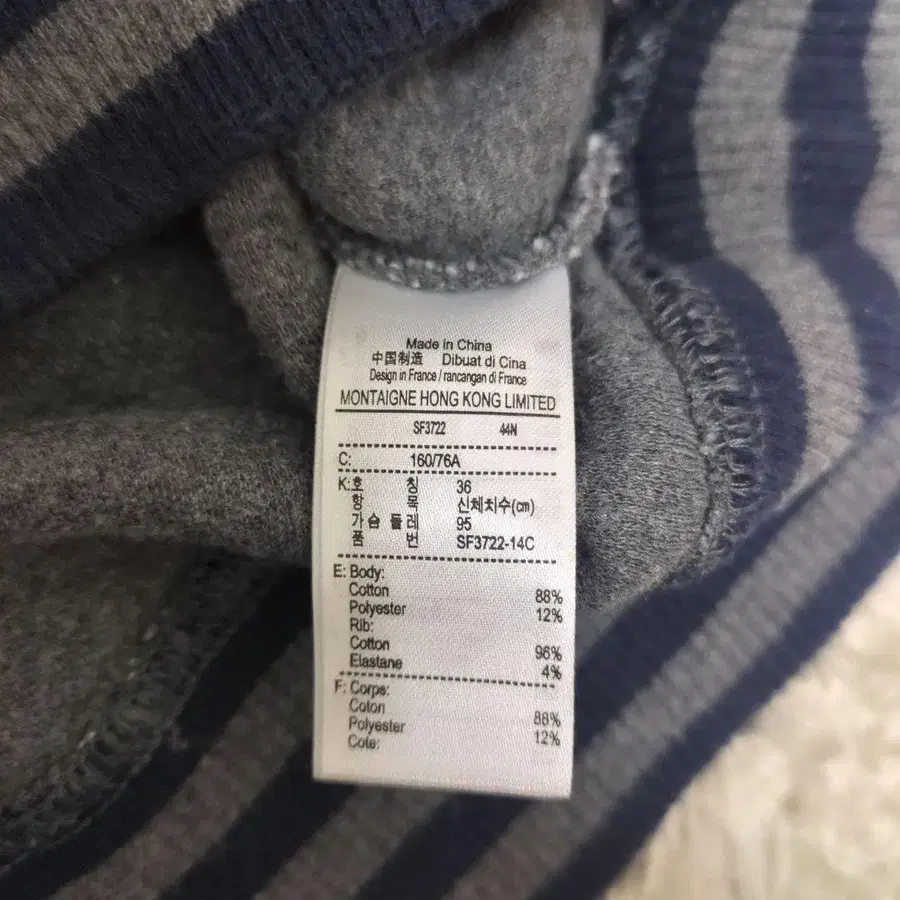 Made in China
中国制造 Dibuat di Cina
Design in France / rancangan di France
MONTAIGNE HONG KONG LIMITED
SF3722 44N
C: 160/76A
K:호 칭 36
항 목 신체치수(㎝)
가슴 둘레 95
품 번 SF3722-14C
E: Body:
Cotton 88%
Polyester 12%
Rib:
Cotton 96%
Elastane 4%
F: Corps:
Coton 88%
Polyester 12%
Cote: